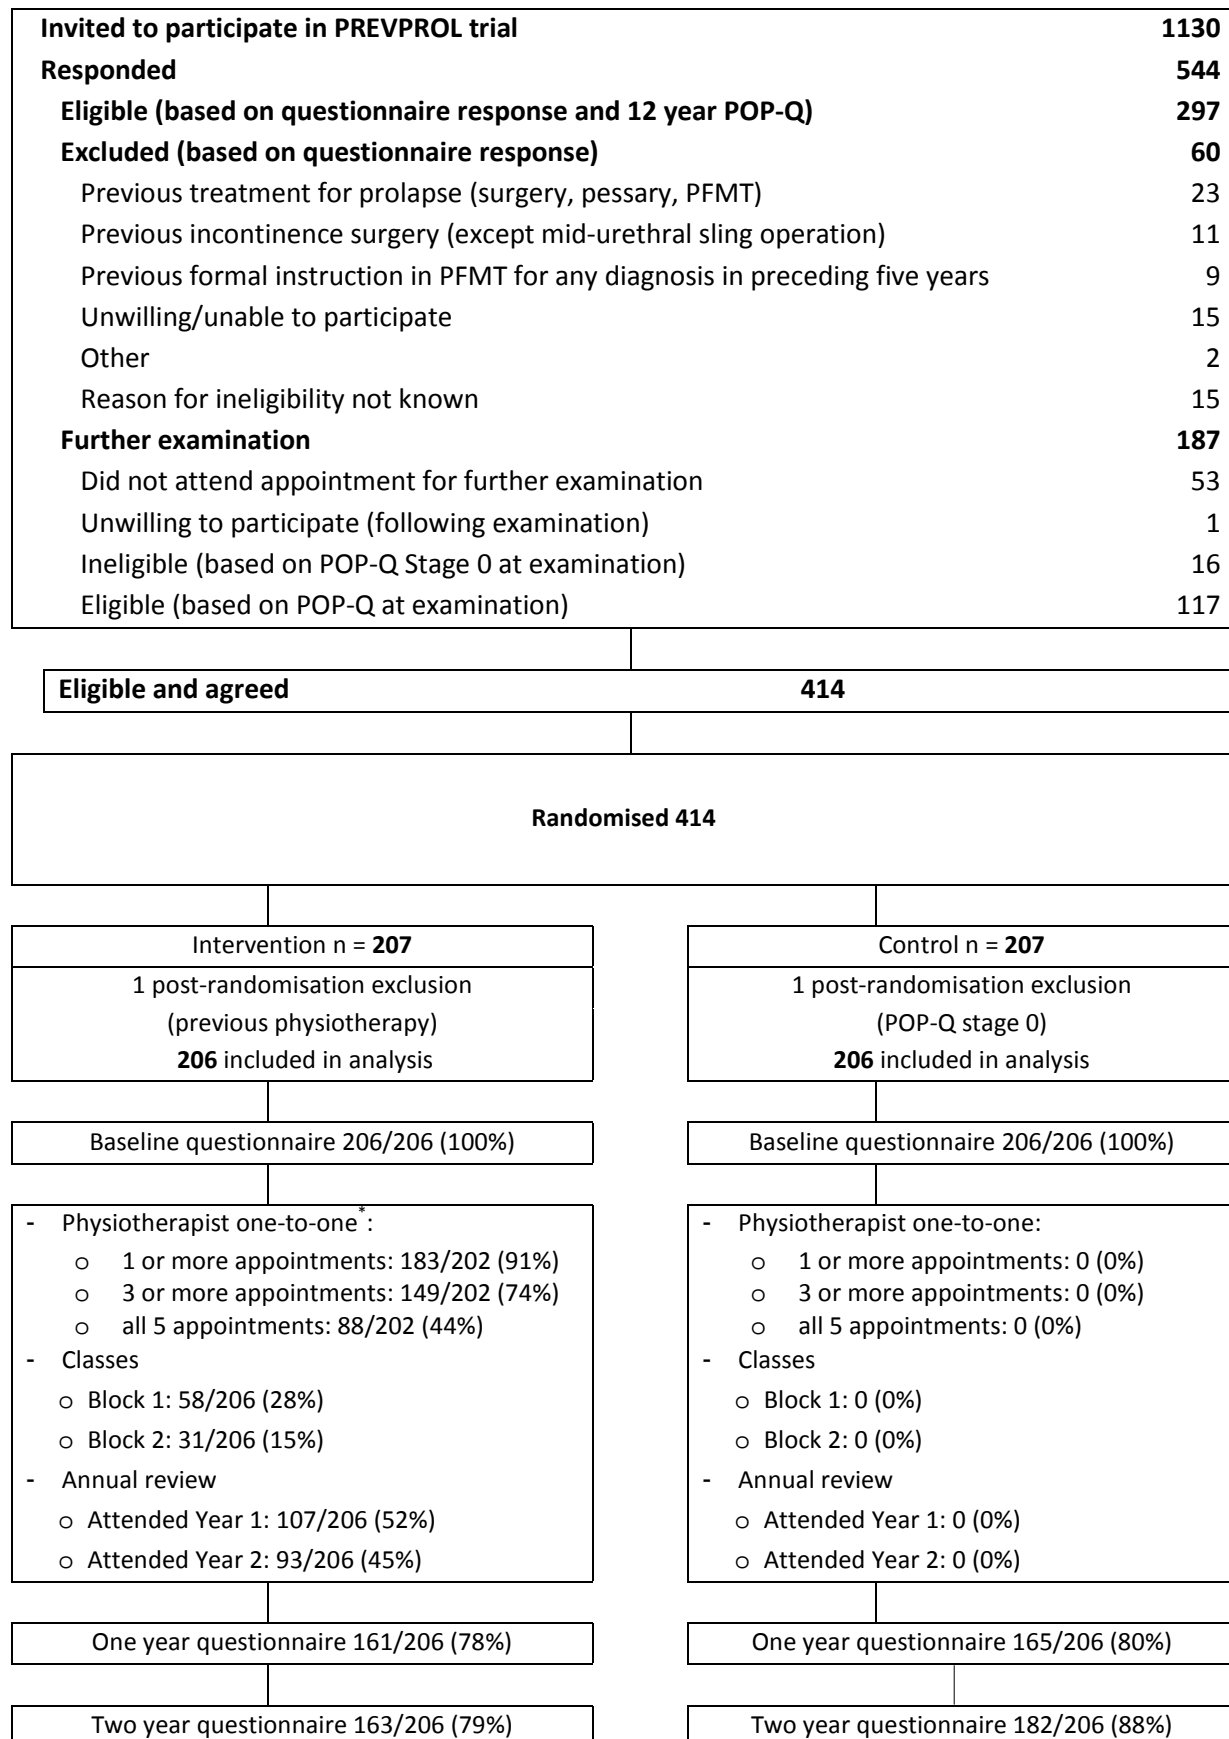 Invited to participate in PREVPROL trial 1130
Responded 544
Eligible (based on questionnaire response and 12 year POP-Q) 297
Excluded (based on questionnaire response) 60
Previous treatment for prolapse (surgery, pessary, PFMT) 23
Previous incontinence surgery (except mid-urethral sling operation) 11
Previous formal instruction in PFMT for any diagnosis in preceding five years 9
Unwilling/unable to participate 15
Other 2
Reason for ineligibility not known 15
Further examination 187
Did not attend appointment for further examination 53
Unwilling to participate (following examination) 1
Ineligible (based on POP-Q Stage 0 at examination) 16
Eligible (based on POP-Q at examination) 117
Eligible and agreed 414
Randomised 414
Intervention n = 207
1 post-randomisation exclusion
(previous physiotherapy)
206 included in analysis
Baseline questionnaire 206/206 (100%)
- Physiotherapist one-to-one*:
o 1 or more appointments: 183/202 (91%)
o 3 or more appointments: 149/202 (74%)
o all 5 appointments: 88/202 (44%)
- Classes
o Block 1: 58/206 (28%)
o Block 2: 31/206 (15%)
- Annual review
o Attended Year 1: 107/206 (52%)
o Attended Year 2: 93/206 (45%)
One year questionnaire 161/206 (78%)
Two year questionnaire 163/206 (79%)
Control n = 207
1 post-randomisation exclusion
(POP-Q stage 0)
206 included in analysis
Baseline questionnaire 206/206 (100%)
- Physiotherapist one-to-one:
o 1 or more appointments: 0 (0%)
o 3 or more appointments: 0 (0%)
o all 5 appointments: 0 (0%)
- Classes
o Block 1: 0 (0%)
o Block 2: 0 (0%)
- Annual review
o Attended Year 1: 0 (0%)
o Attended Year 2: 0 (0%)
One year questionnaire 165/206 (80%)
Two year questionnaire 182/206 (88%)